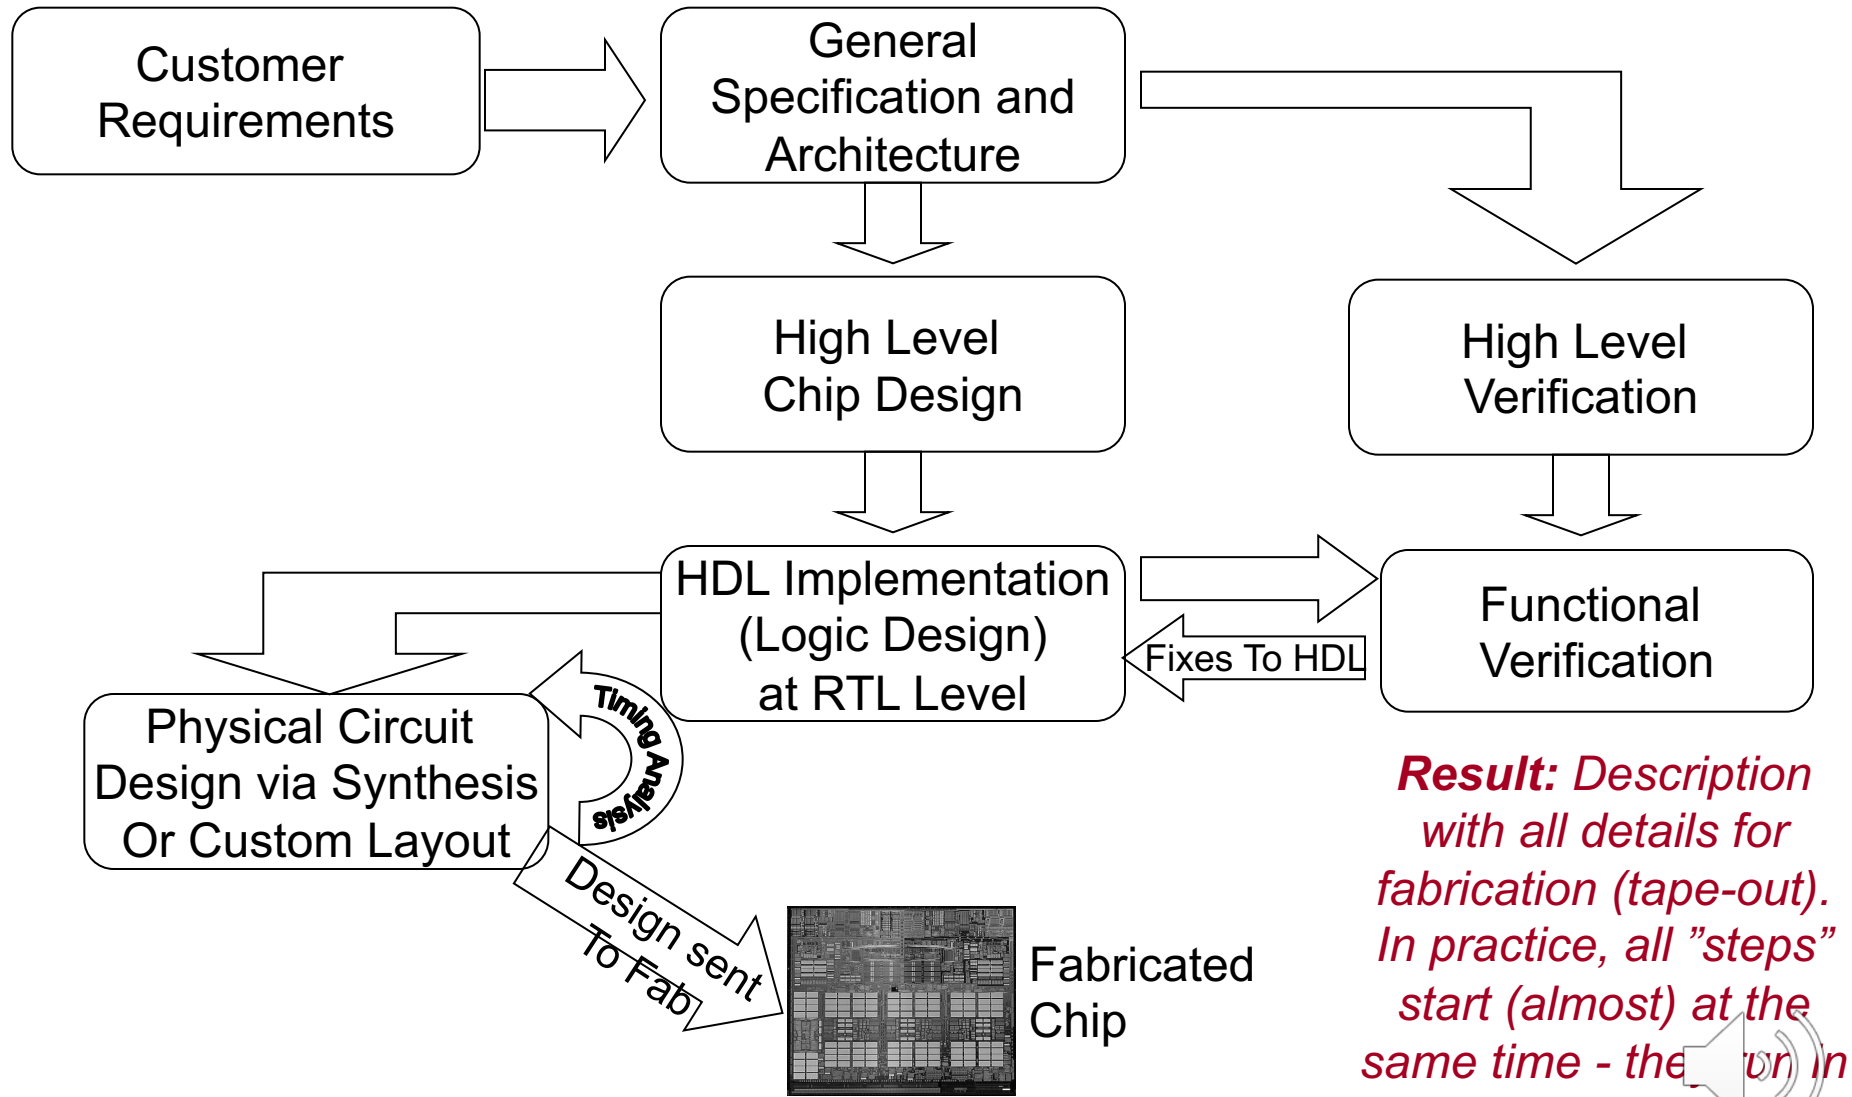 Customer
Requirements
General
Specification and
Architecture
High Level
Chip Design
High Level
Verification
HDL Implementation
(Logic Design)
at RTL Level
Fixes To HDL
Functional
Verification
Timing Analysis
Physical Circuit
Design via Synthesis
Or Custom Layout
Design sent
To Fab
Fabricated
Chip
Result: Description
with all details for
fabrication (tape-out).
In practice, all ”steps”
start (almost) at the
same time - they run in